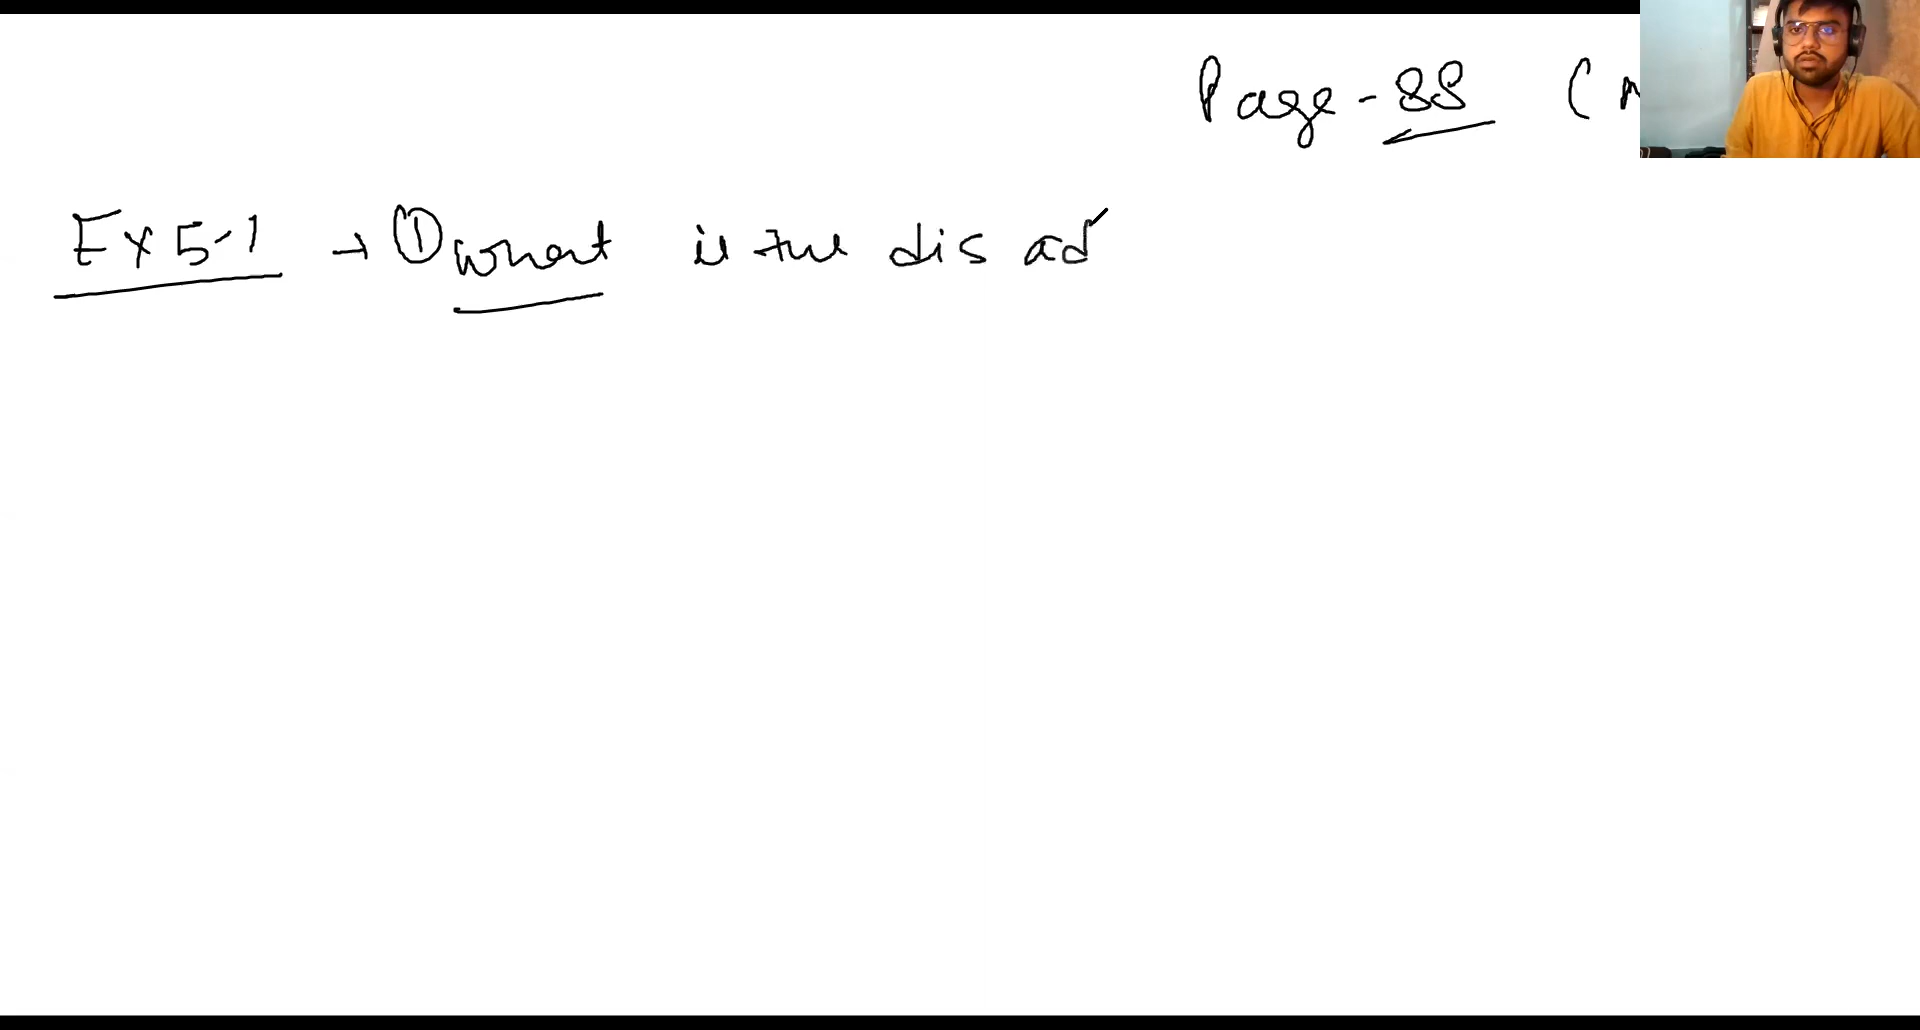 Page - 88 (
Ex 5.1 → ① what is the dis ad